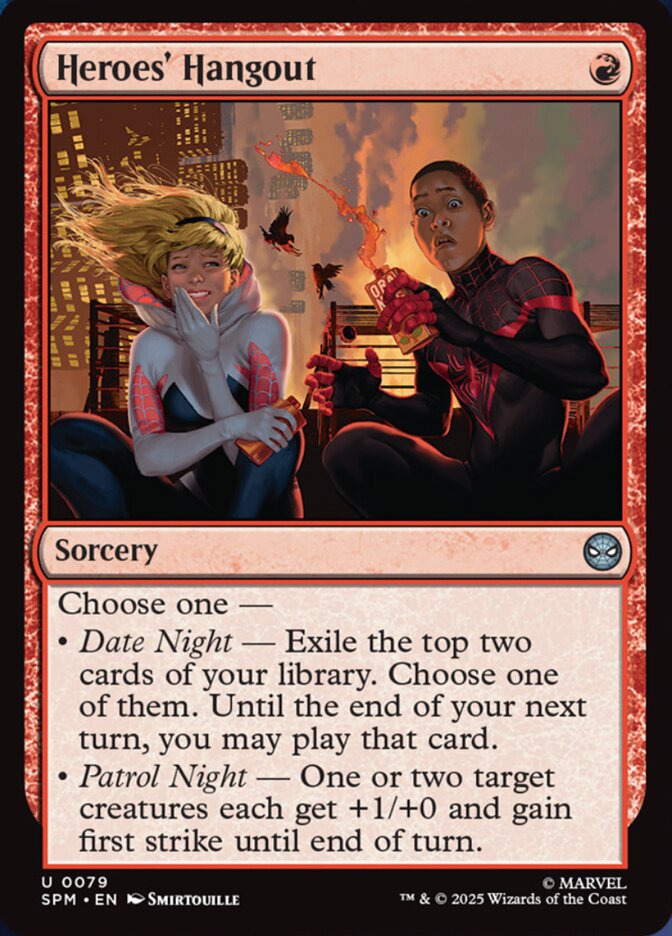 Heroes' Hangout
Sorcery
Choose one —
• Date Night — Exile the top two
cards of your library. Choose one
of them. Until the end of your next
turn, you may play that card.
• Patrol Night — One or two target
creatures each get +1/+0 and gain
first strike until end of turn.
U 0079
© MARVEL
SPM • EN Smirtouille
™ & © 2025 Wizards of the Coast